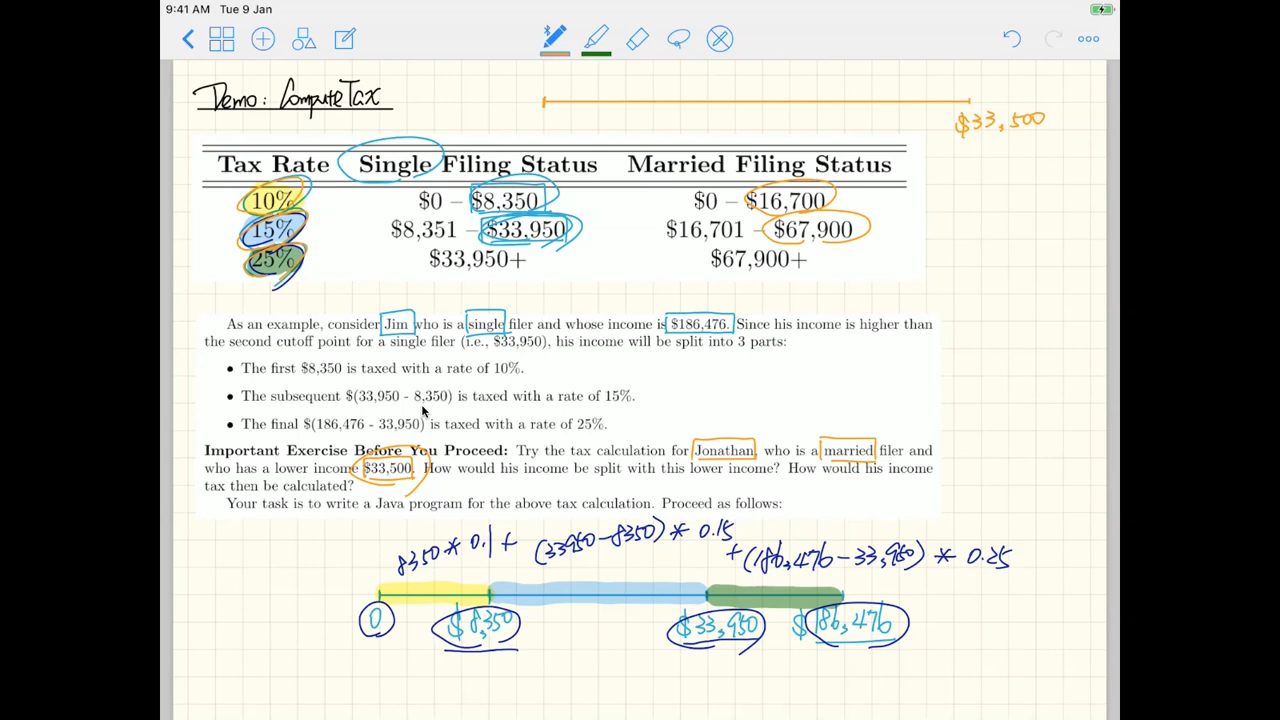 9:41 AM Tue 9 Jan
Demo: ComputeTax
$33,500
Tax Rate Single Filing Status Married Filing Status
10% $0 – $8,350 $0 – $16,700
15% $8,351 – $33,950 $16,701 – $67,900
25% $33,950+ $67,900+
As an example, consider Jim who is a single filer and whose income is $186,476. Since his income is higher than
the second cutoff point for a single filer (i.e., $33,950), his income will be split into 3 parts:
• The first $8,350 is taxed with a rate of 10%.
• The subsequent $(33,950 - 8,350) is taxed with a rate of 15%.
• The final $(186,476 - 33,950) is taxed with a rate of 25%.
Important Exercise Before You Proceed: Try the tax calculation for Jonathan, who is a married filer and
who has a lower income $33,500. How would his income be split with this lower income? How would his income
tax then be calculated?
Your task is to write a Java program for the above tax calculation. Proceed as follows:
8350 * 0.1 + (33950-8350) * 0.15
+ (186,476-33,950) * 0.25
0 $8,350 $33,950 $186,476